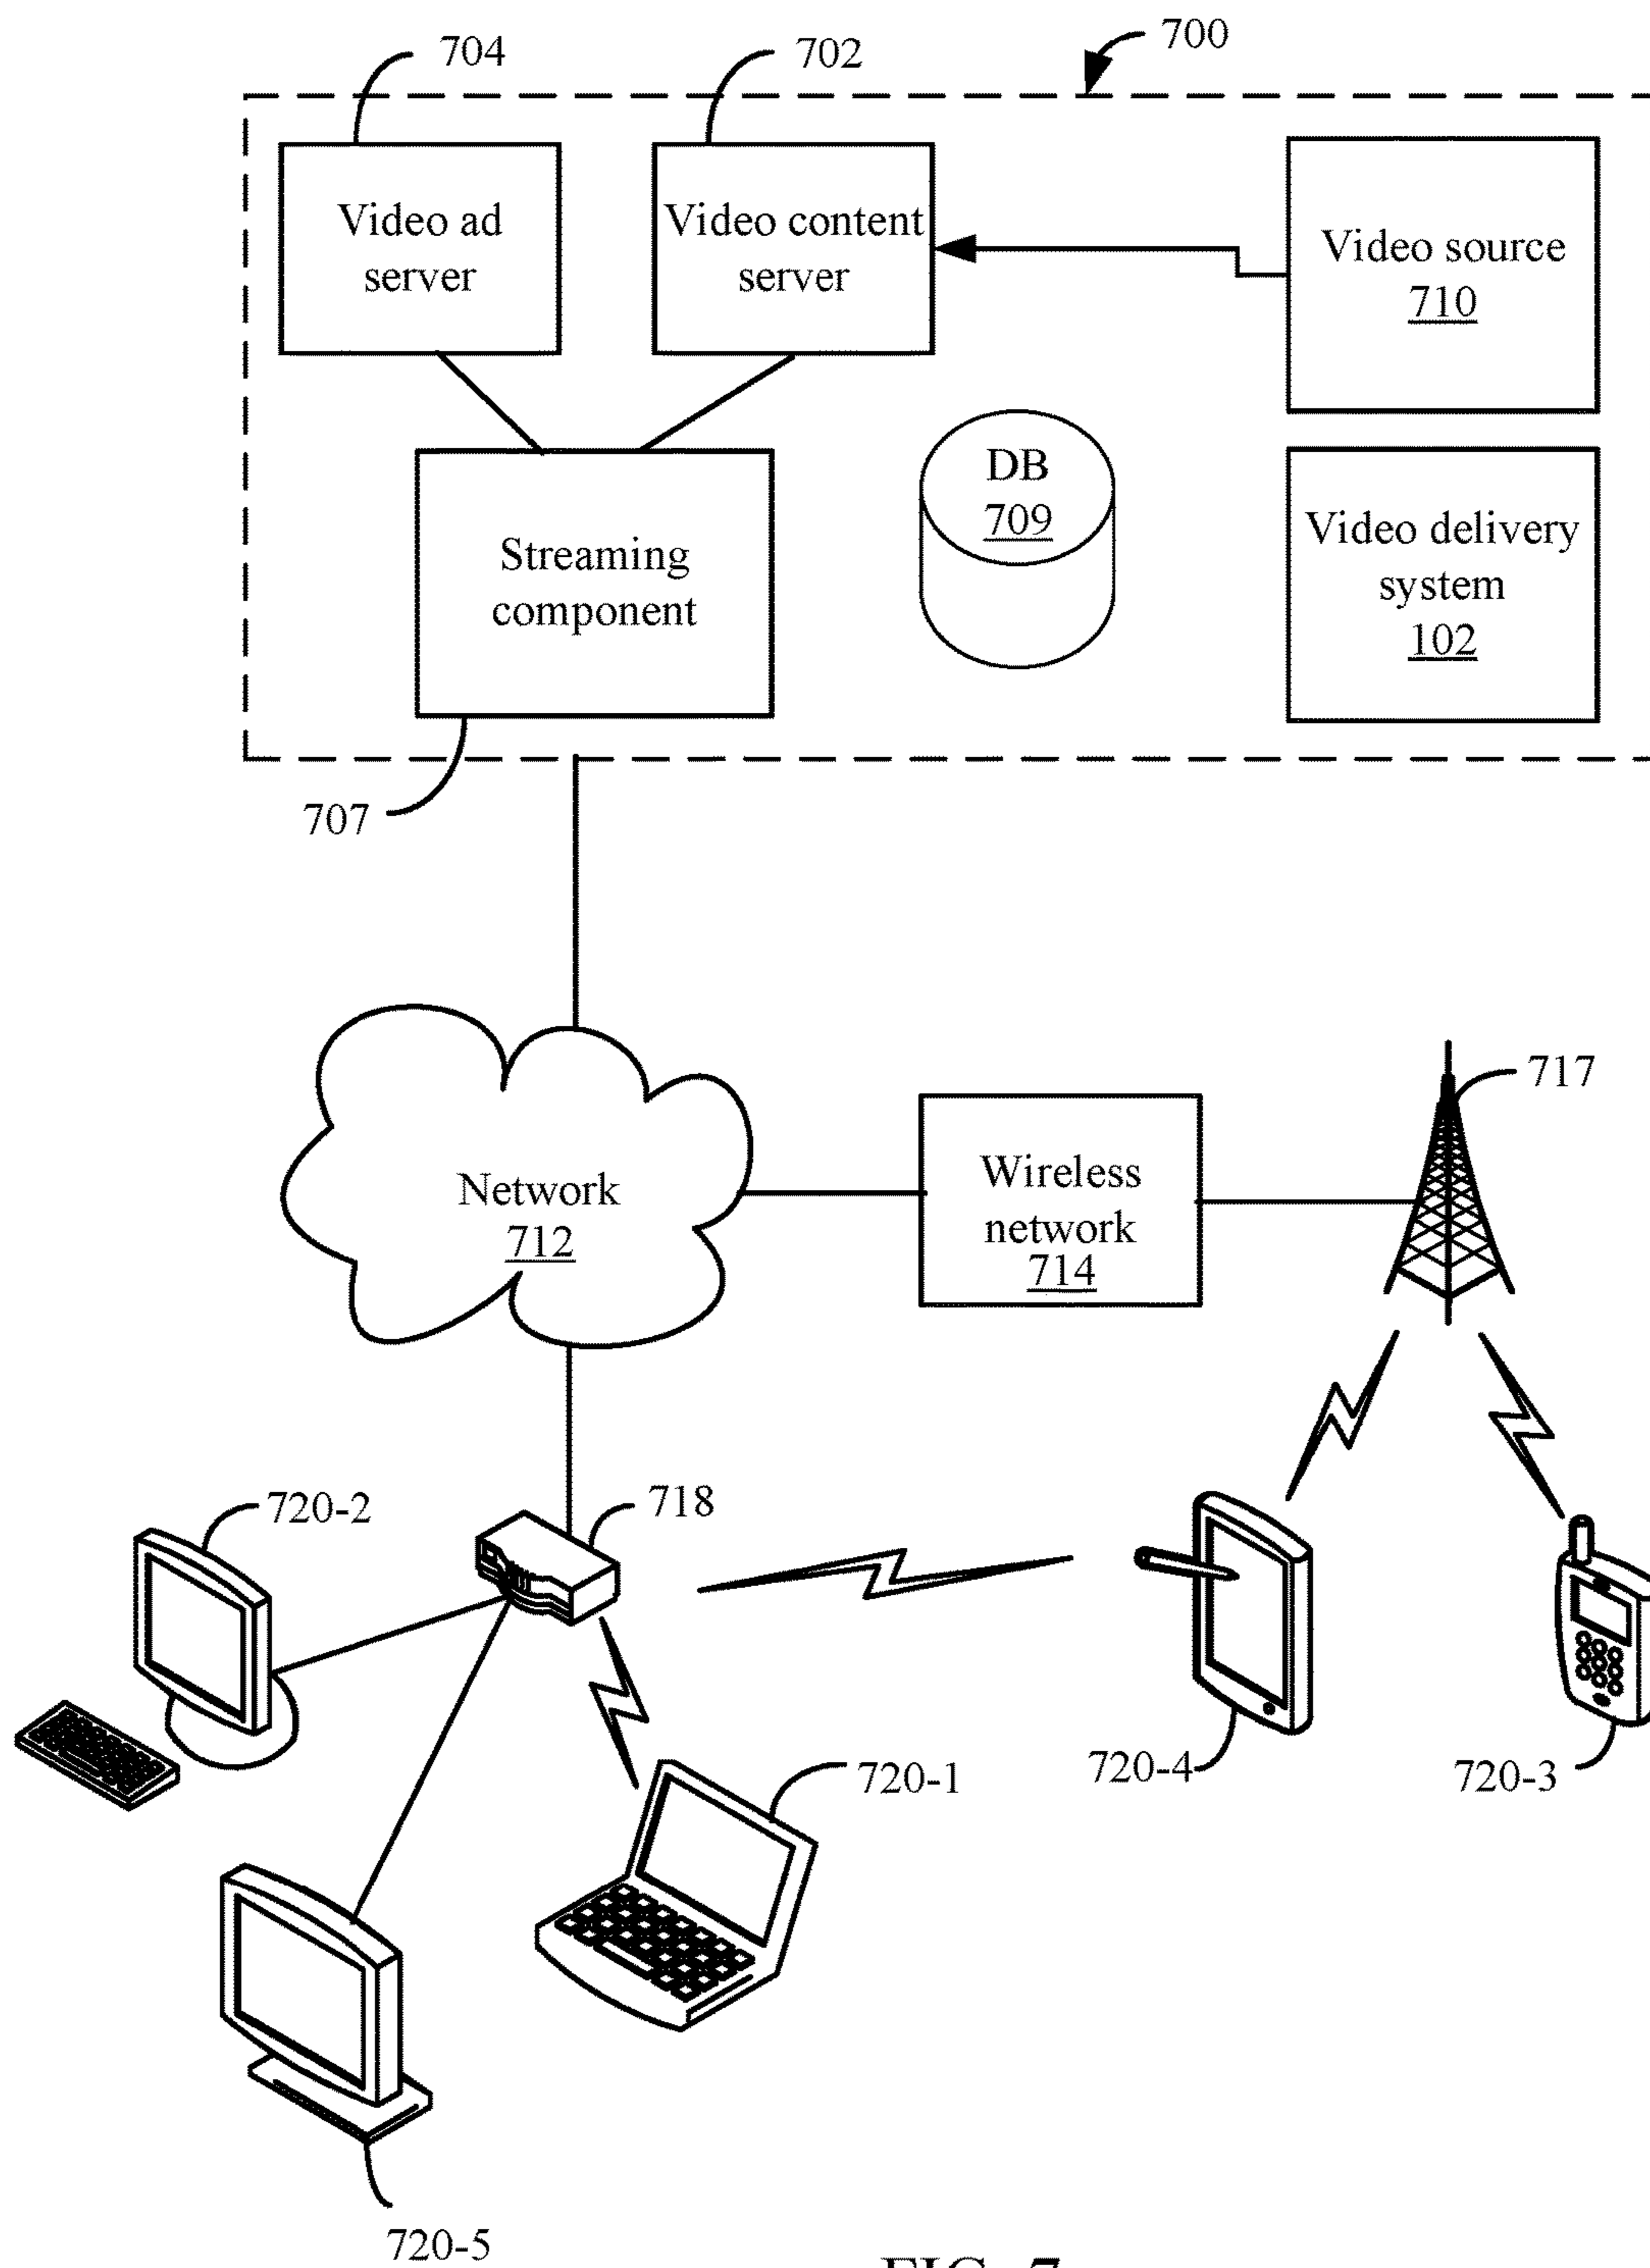 704
702
700
Video ad
server
Video content
server
Video source
710
DB
709
Video delivery
system
102
Streaming
component
707
717
Network
712
Wireless
network
714
720-2
718
720-1
720-4
720-3
720-5
FIG. 7